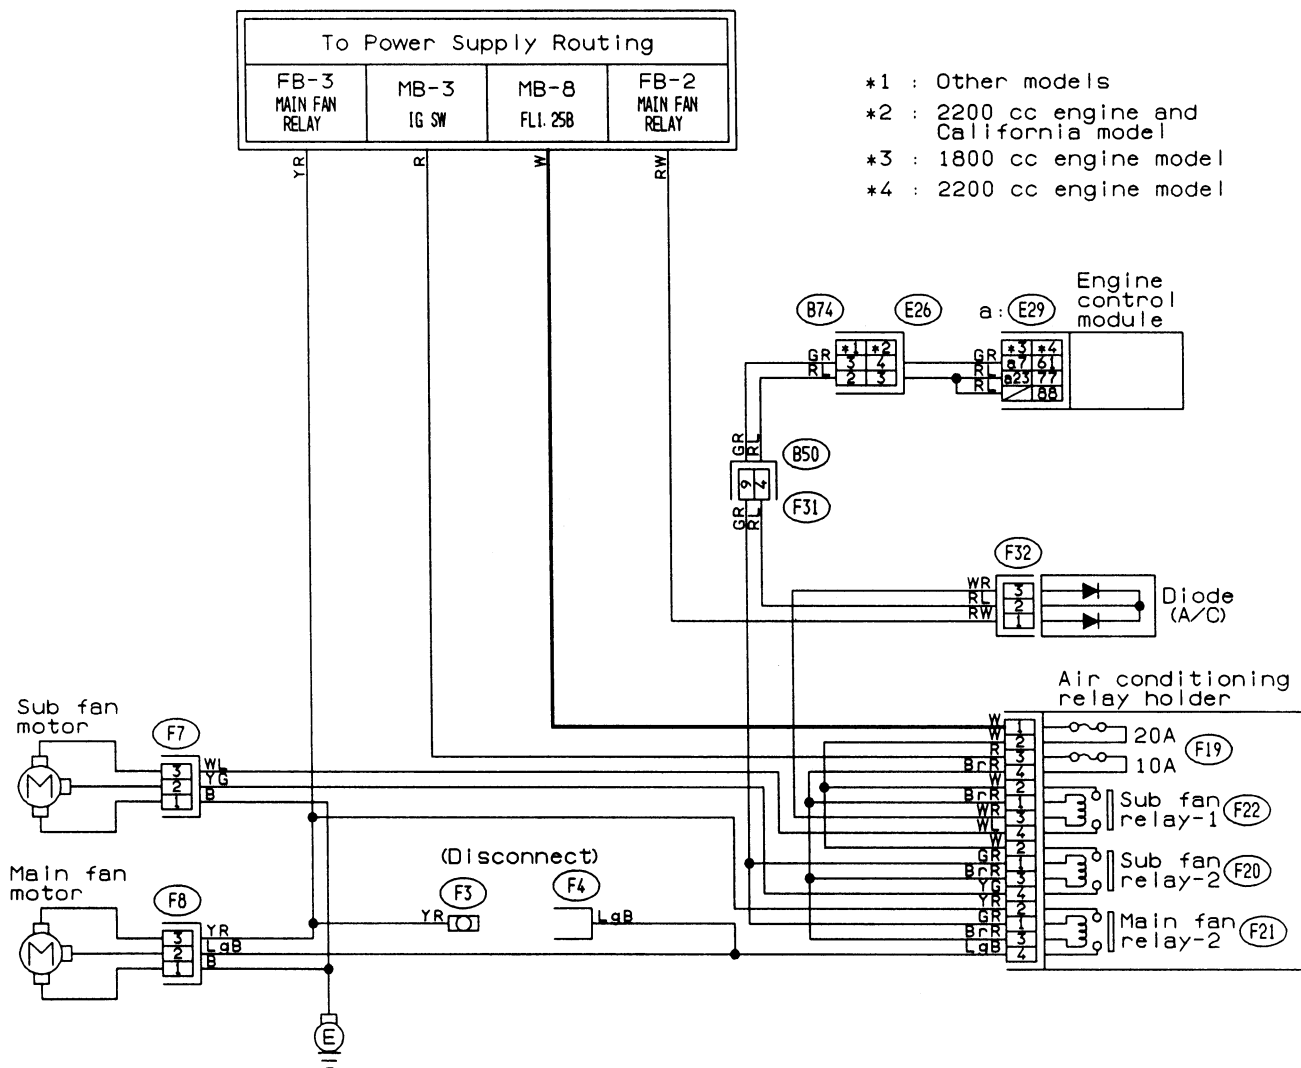 To Power Supply Routing
FB-3 MB-3 MB-8 FB-2
MAIN FAN RELAY IG SW FL1.25B MAIN FAN RELAY
YR R W RW
*1 : Other models
*2 : 2200 cc engine and
California model
*3 : 1800 cc engine model
*4 : 2200 cc engine model
Engine
control
module
B74 E26 a: E29
*1 *2 *3 *4
GR 3 4 GR a7 61
RL 2 3 RL a23 77
RL 88
GR RL
B50
9 4
F31
GR RL
F32
WR 3
RL 2
RW 1
Diode
(A/C)
Air conditioning
relay holder
W 1
W 2 20A
R 3 F19
BrR 4 10A
W 2
BrR 1 Sub fan
WR 3 relay-1 F22
WL 4
W 2
GR 1 Sub fan
BrR 3 relay-2 F20
YG 4
YR 2
GR 1 Main fan
BrR 3 relay-2 F21
LgB 4
Sub fan
motor
F7
M
3 WL
2 YG
1 B
Main fan
motor
F8
M
3 YR
2 LgB
1 B
(Disconnect)
F3 F4
YR LgB
E